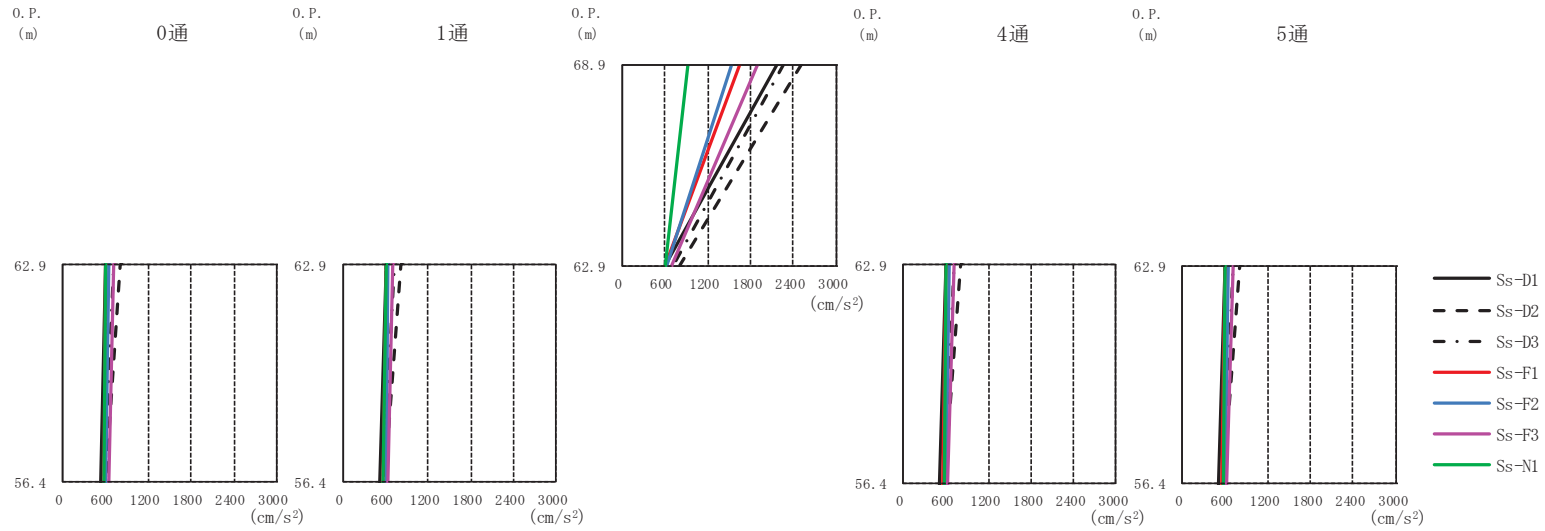 O.P. O.P. O.P. O.P. O.P.
(m) 0通 (m) 1通 (m) (m) 4通 (m) 5通
68.9
62.9 62.9 62.9 62.9 62.9
0 600 1200 1800 2400 3000
(cm/s²)
Ss-D1
Ss-D2
Ss-D3
Ss-F1
Ss-F2
Ss-F3
Ss-N1
56.4 56.4 56.4 56.4
0 600 1200 1800 2400 3000 0 600 1200 1800 2400 3000 0 600 1200 1800 2400 3000 0 600 1200 1800 2400 3000
(cm/s²) (cm/s²) (cm/s²) (cm/s²)